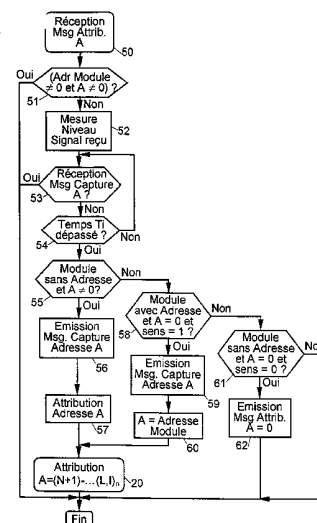 Réception
Msg Attrib.
A
50
Oui
(Adr Module
≠ 0 et A ≠ 0) ?
51
Non
Mesure
Niveau
Signal reçu
52
Oui
Réception
Msg Capture
A ?
53
Non
Temps Ti
dépassé ?
54
Non
Oui
Module
sans Adresse
et A ≠ 0?
55
Non
Oui
Module
avec Adresse
et A = 0 et
sens = 1 ?
58
Non
Oui
Emission
Msg. Capture
Adresse A
56
Emission
Msg. Capture
Adresse A
59
Module
sans Adresse
et A = 0 et
sens = 0 ?
61
Oui
Attribution
Adresse A
57
A = Adresse
Module
60
Emission
Msg Attrib.
A = 0
62
Attribution
20
Fin